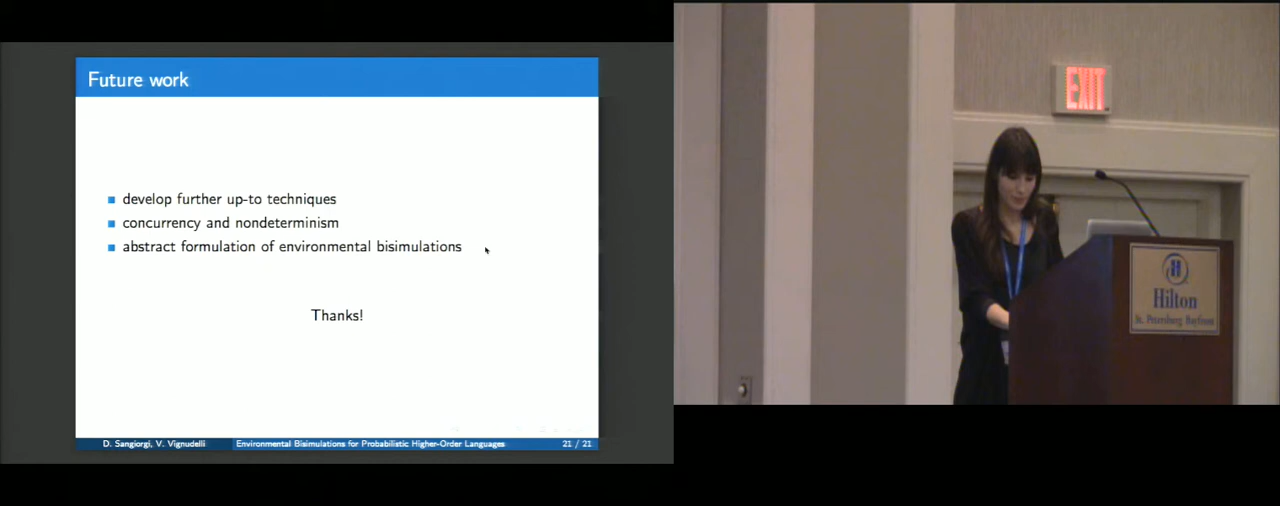 Future work
develop further up-to techniques
concurrency and nondeterminism
abstract formulation of environmental bisimulations
Thanks!
D. Sangiorgi, V. Vignudelli
Environmental Bisimulations for Probabilistic Higher-Order Languages
21 / 21
EXIT
Hilton
St. Petersburg Bayfront